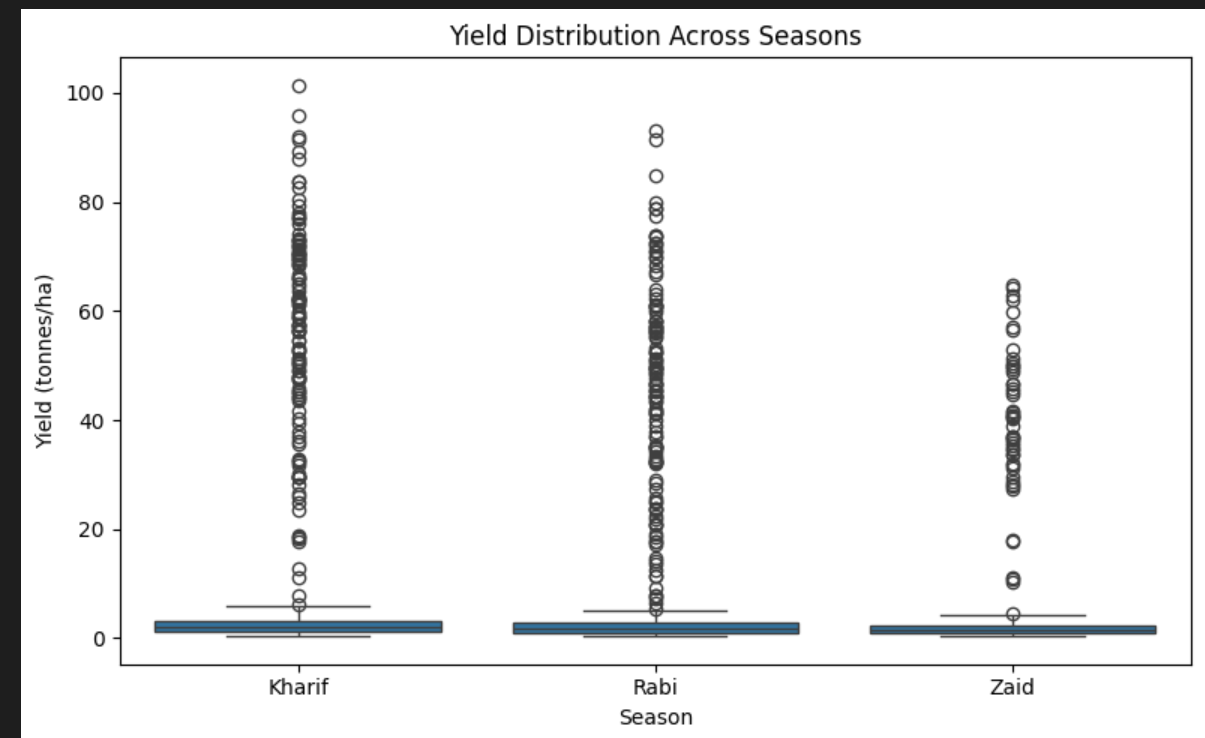 Yield Distribution Across Seasons
100
80
60
40
20
0
Yield (tonnes/ha)
Kharif
Rabi
Zaid
Season